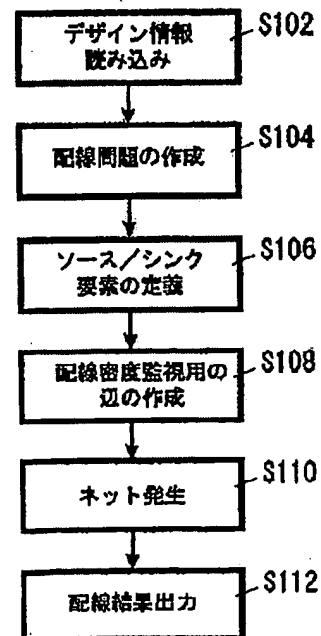 デザイン情報
読み込み
S102
配線問題の作成
S104
ソース／シンク
要素の定義
S106
配線密度監視用の
辺の作成
S108
ネット発生
S110
配線結果出力
S112